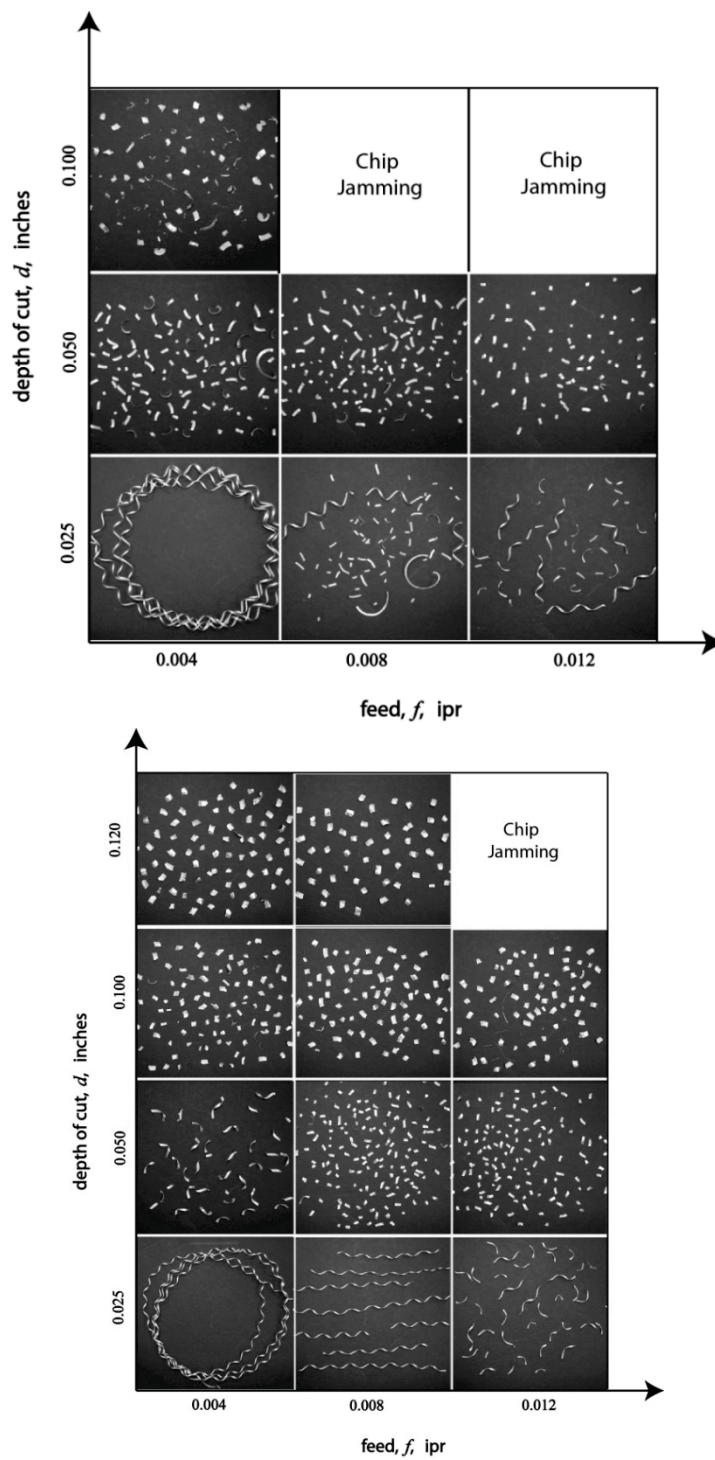 depth of cut, d, inches
0.100
0.050
0.025
Chip
Jamming
Chip
Jamming
0.004
0.008
0.012
feed, f, ipr
depth of cut, d, inches
0.120
0.100
0.050
0.025
Chip
Jamming
0.004
0.008
0.012
feed, f, ipr